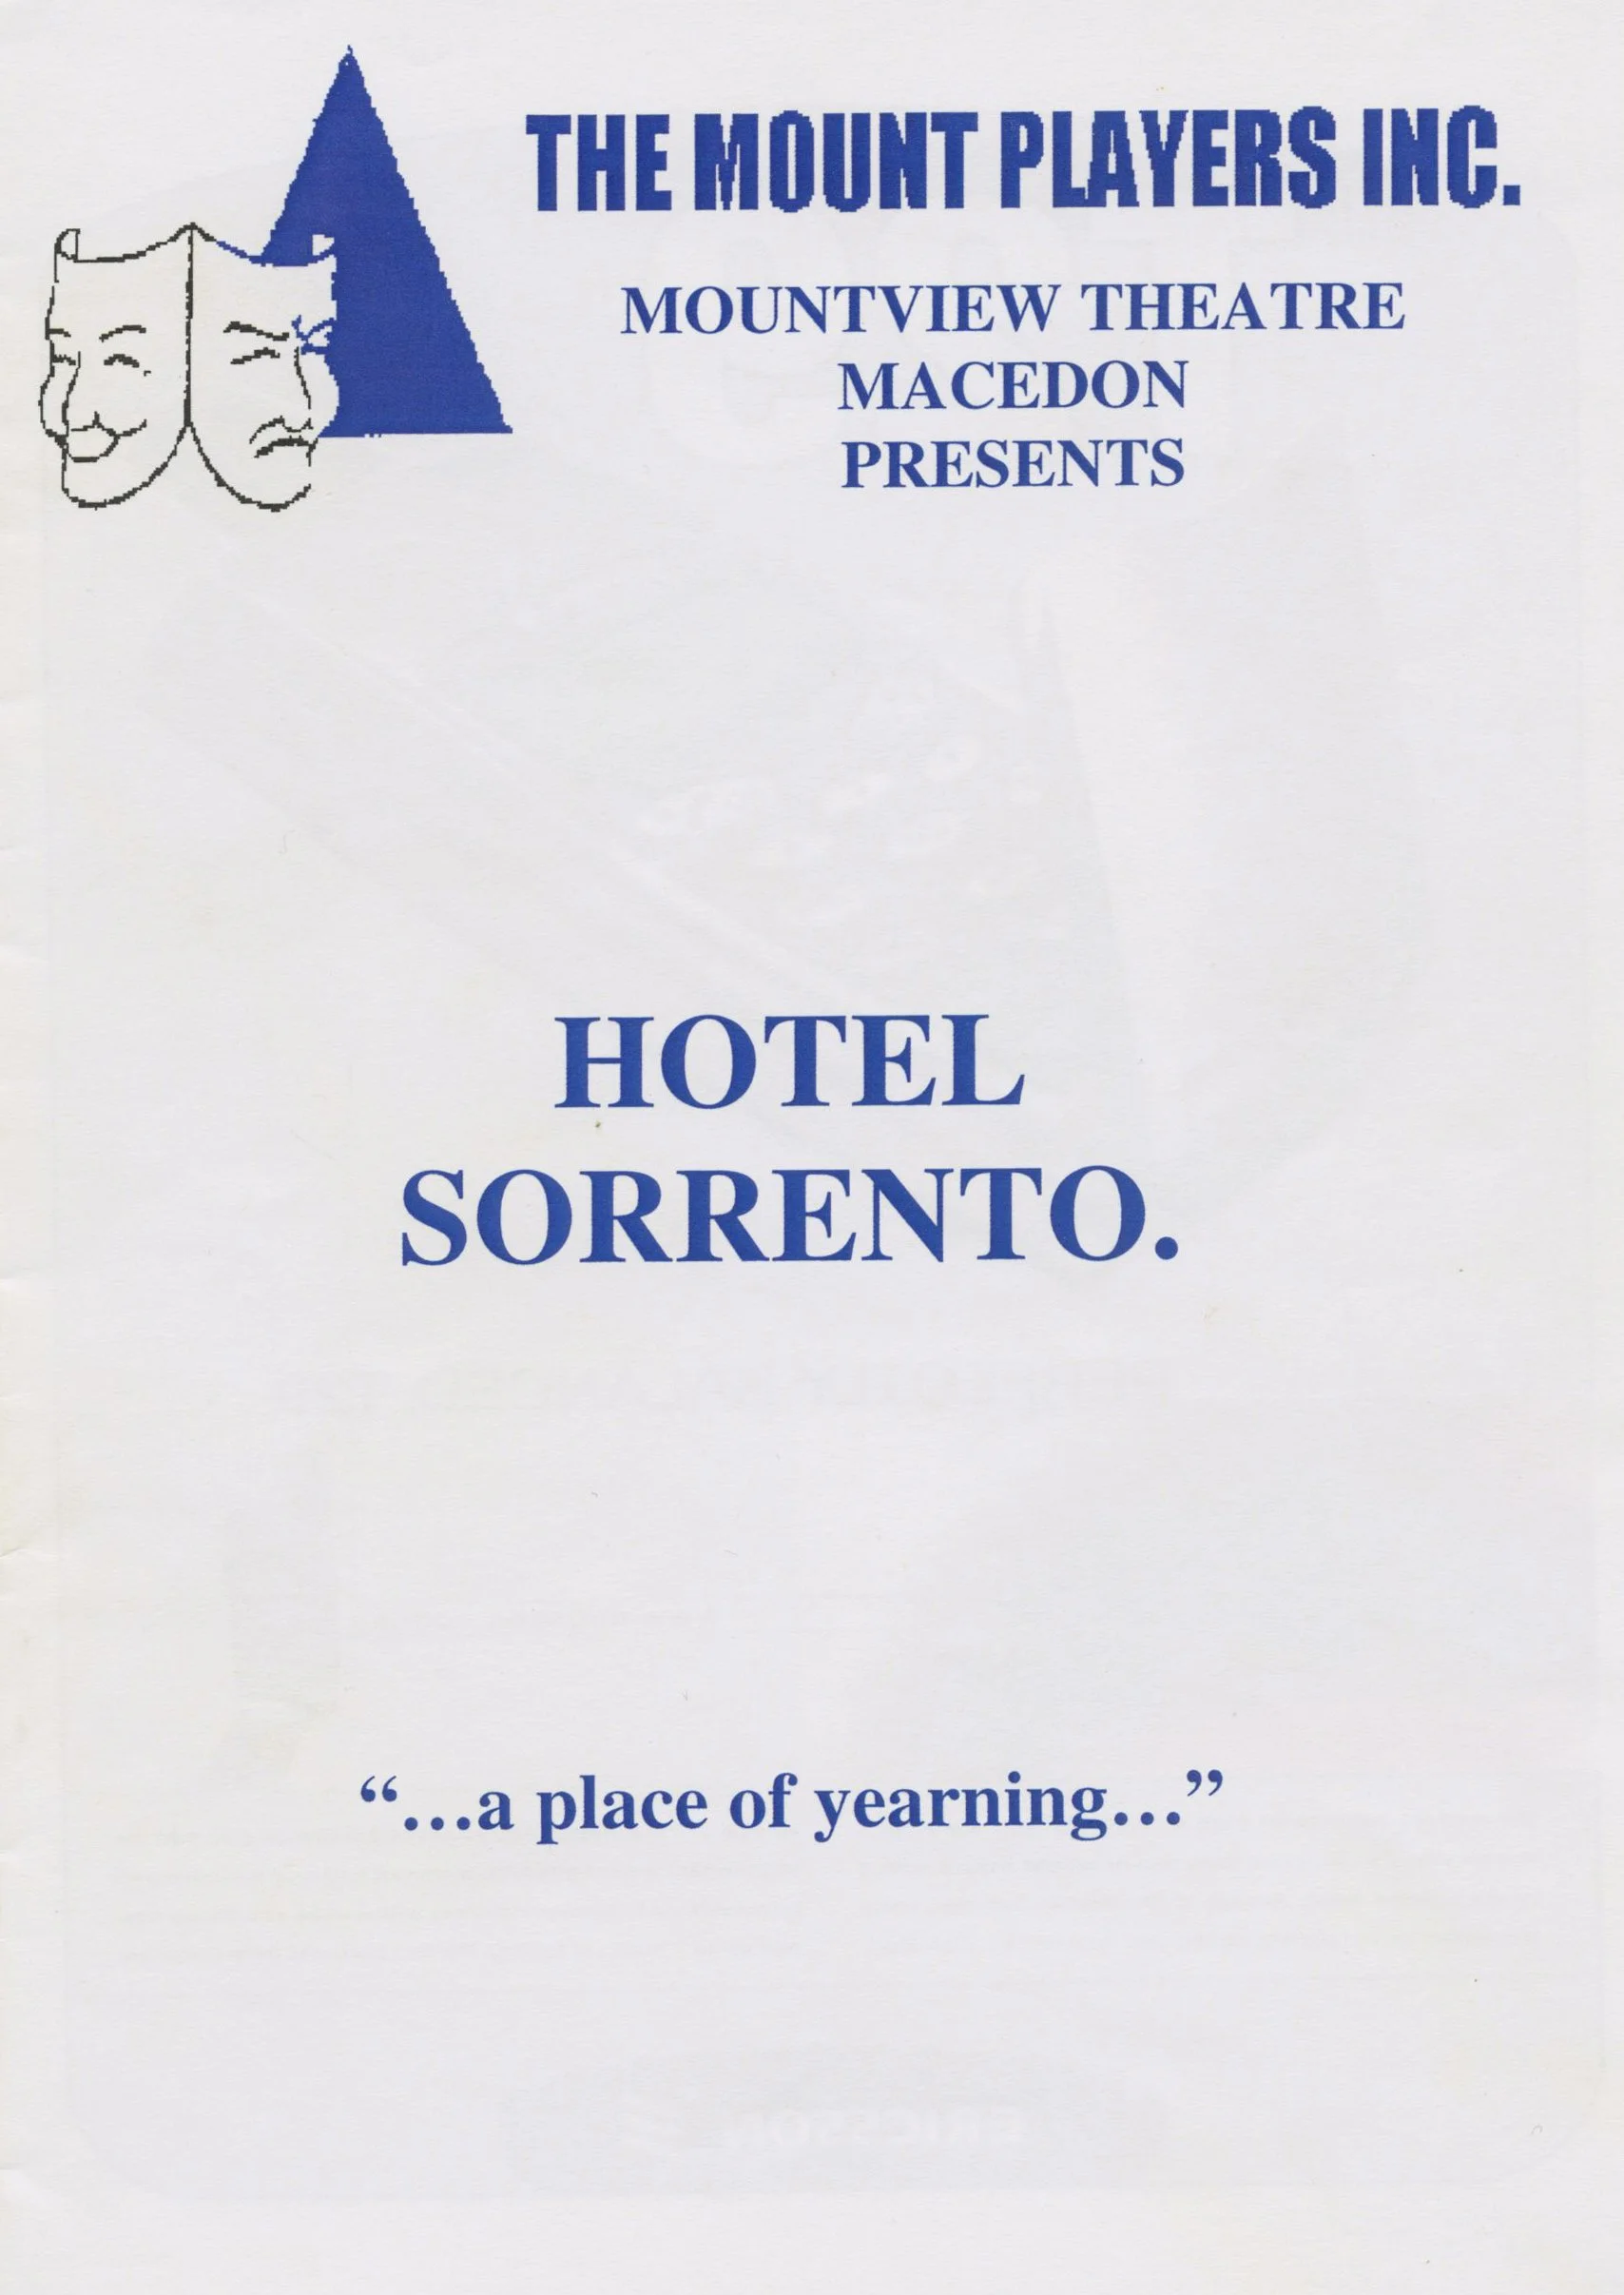 THE MOUNT PLAYERS INC.
MOUNTVIEW THEATRE
MACEDON
PRESENTS
HOTEL
SORRENTO.
“...a place of yearning...”